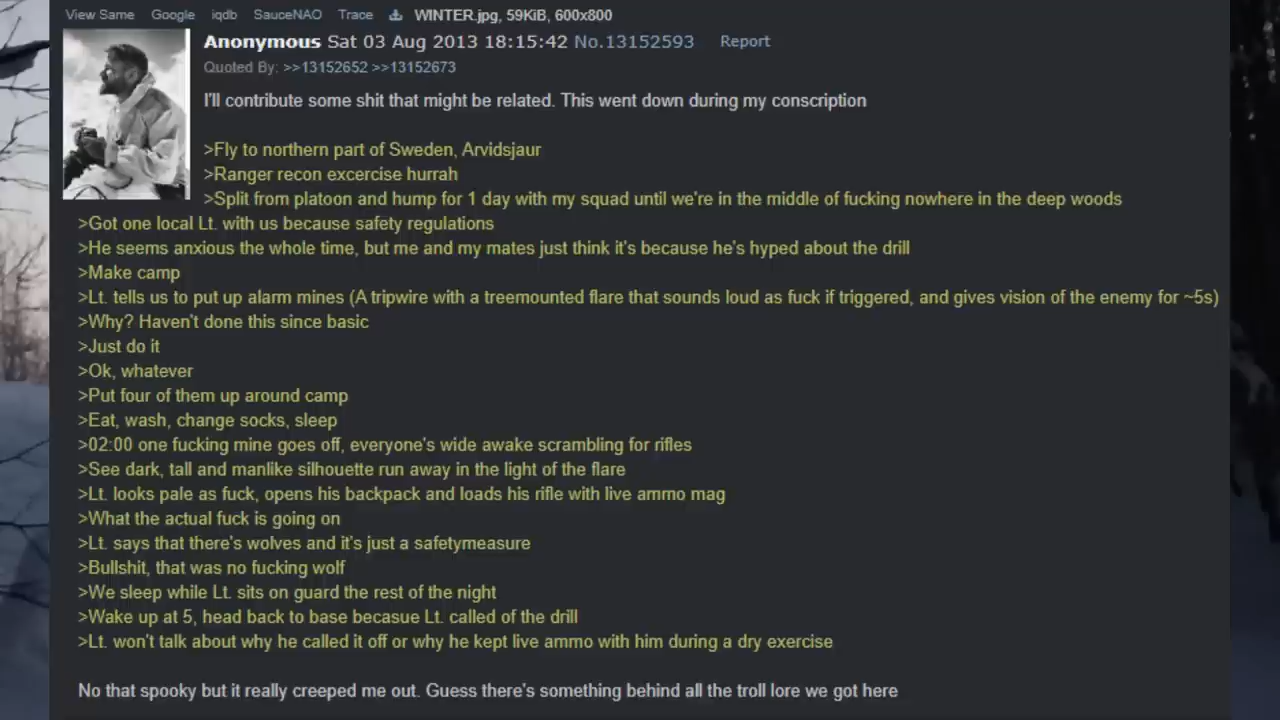 View Same Google iqdb SauceNAO Trace WINTER.jpg, 59KiB, 600x800
Anonymous Sat 03 Aug 2013 18:15:42 No.13152593 Report
Quoted By: >>13152652 >>13152673
I'll contribute some shit that might be related. This went down during my conscription
>Fly to northern part of Sweden, Arvidsjaur
>Ranger recon excercise hurrah
>Split from platoon and hump for 1 day with my squad until we're in the middle of fucking nowhere in the deep woods
>Got one local Lt. with us because safety regulations
>He seems anxious the whole time, but me and my mates just think it's because he's hyped about the drill
>Make camp
>Lt. tells us to put up alarm mines (A tripwire with a treemounted flare that sounds loud as fuck if triggered, and gives vision of the enemy for ~5s)
>Why? Haven't done this since basic
>Just do it
>Ok, whatever
>Put four of them up around camp
>Eat, wash, change socks, sleep
>02:00 one fucking mine goes off, everyone's wide awake scrambling for rifles
>See dark, tall and manlike silhouette run away in the light of the flare
>Lt. looks pale as fuck, opens his backpack and loads his rifle with live ammo mag
>What the actual fuck is going on
>Lt. says that there's wolves and it's just a safetymeasure
>Bullshit, that was no fucking wolf
>We sleep while Lt. sits on guard the rest of the night
>Wake up at 5, head back to base becasue Lt. called of the drill
>Lt. won't talk about why he called it off or why he kept live ammo with him during a dry exercise
No that spooky but it really creeped me out. Guess there's something behind all the troll lore we got here